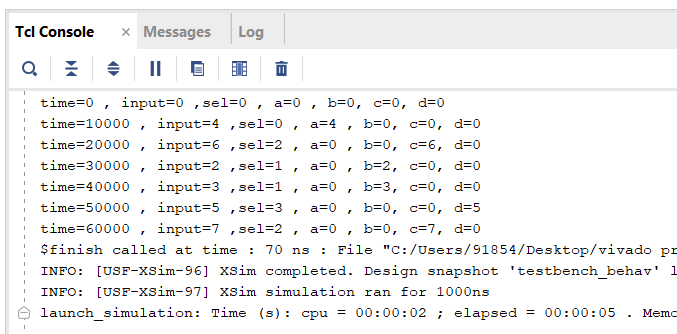 Tcl Console × Messages Log
time=0 , input=0 ,sel=0 , a=0 , b=0, c=0, d=0
time=10000 , input=4 ,sel=0 , a=4 , b=0, c=0, d=0
time=20000 , input=6 ,sel=2 , a=0 , b=0, c=6, d=0
time=30000 , input=2 ,sel=1 , a=0 , b=2, c=0, d=0
time=40000 , input=3 ,sel=1 , a=0 , b=3, c=0, d=0
time=50000 , input=5 ,sel=3 , a=0 , b=0, c=0, d=5
time=60000 , input=7 ,sel=2 , a=0 , b=0, c=7, d=0
$finish called at time : 70 ns : File "C:/Users/91854/Desktop/vivado pr
INFO: [USF-XSim-96] XSim completed. Design snapshot 'testbench_behav' l
INFO: [USF-XSim-97] XSim simulation ran for 1000ns
launch_simulation: Time (s): cpu = 00:00:02 ; elapsed = 00:00:05 . Memo